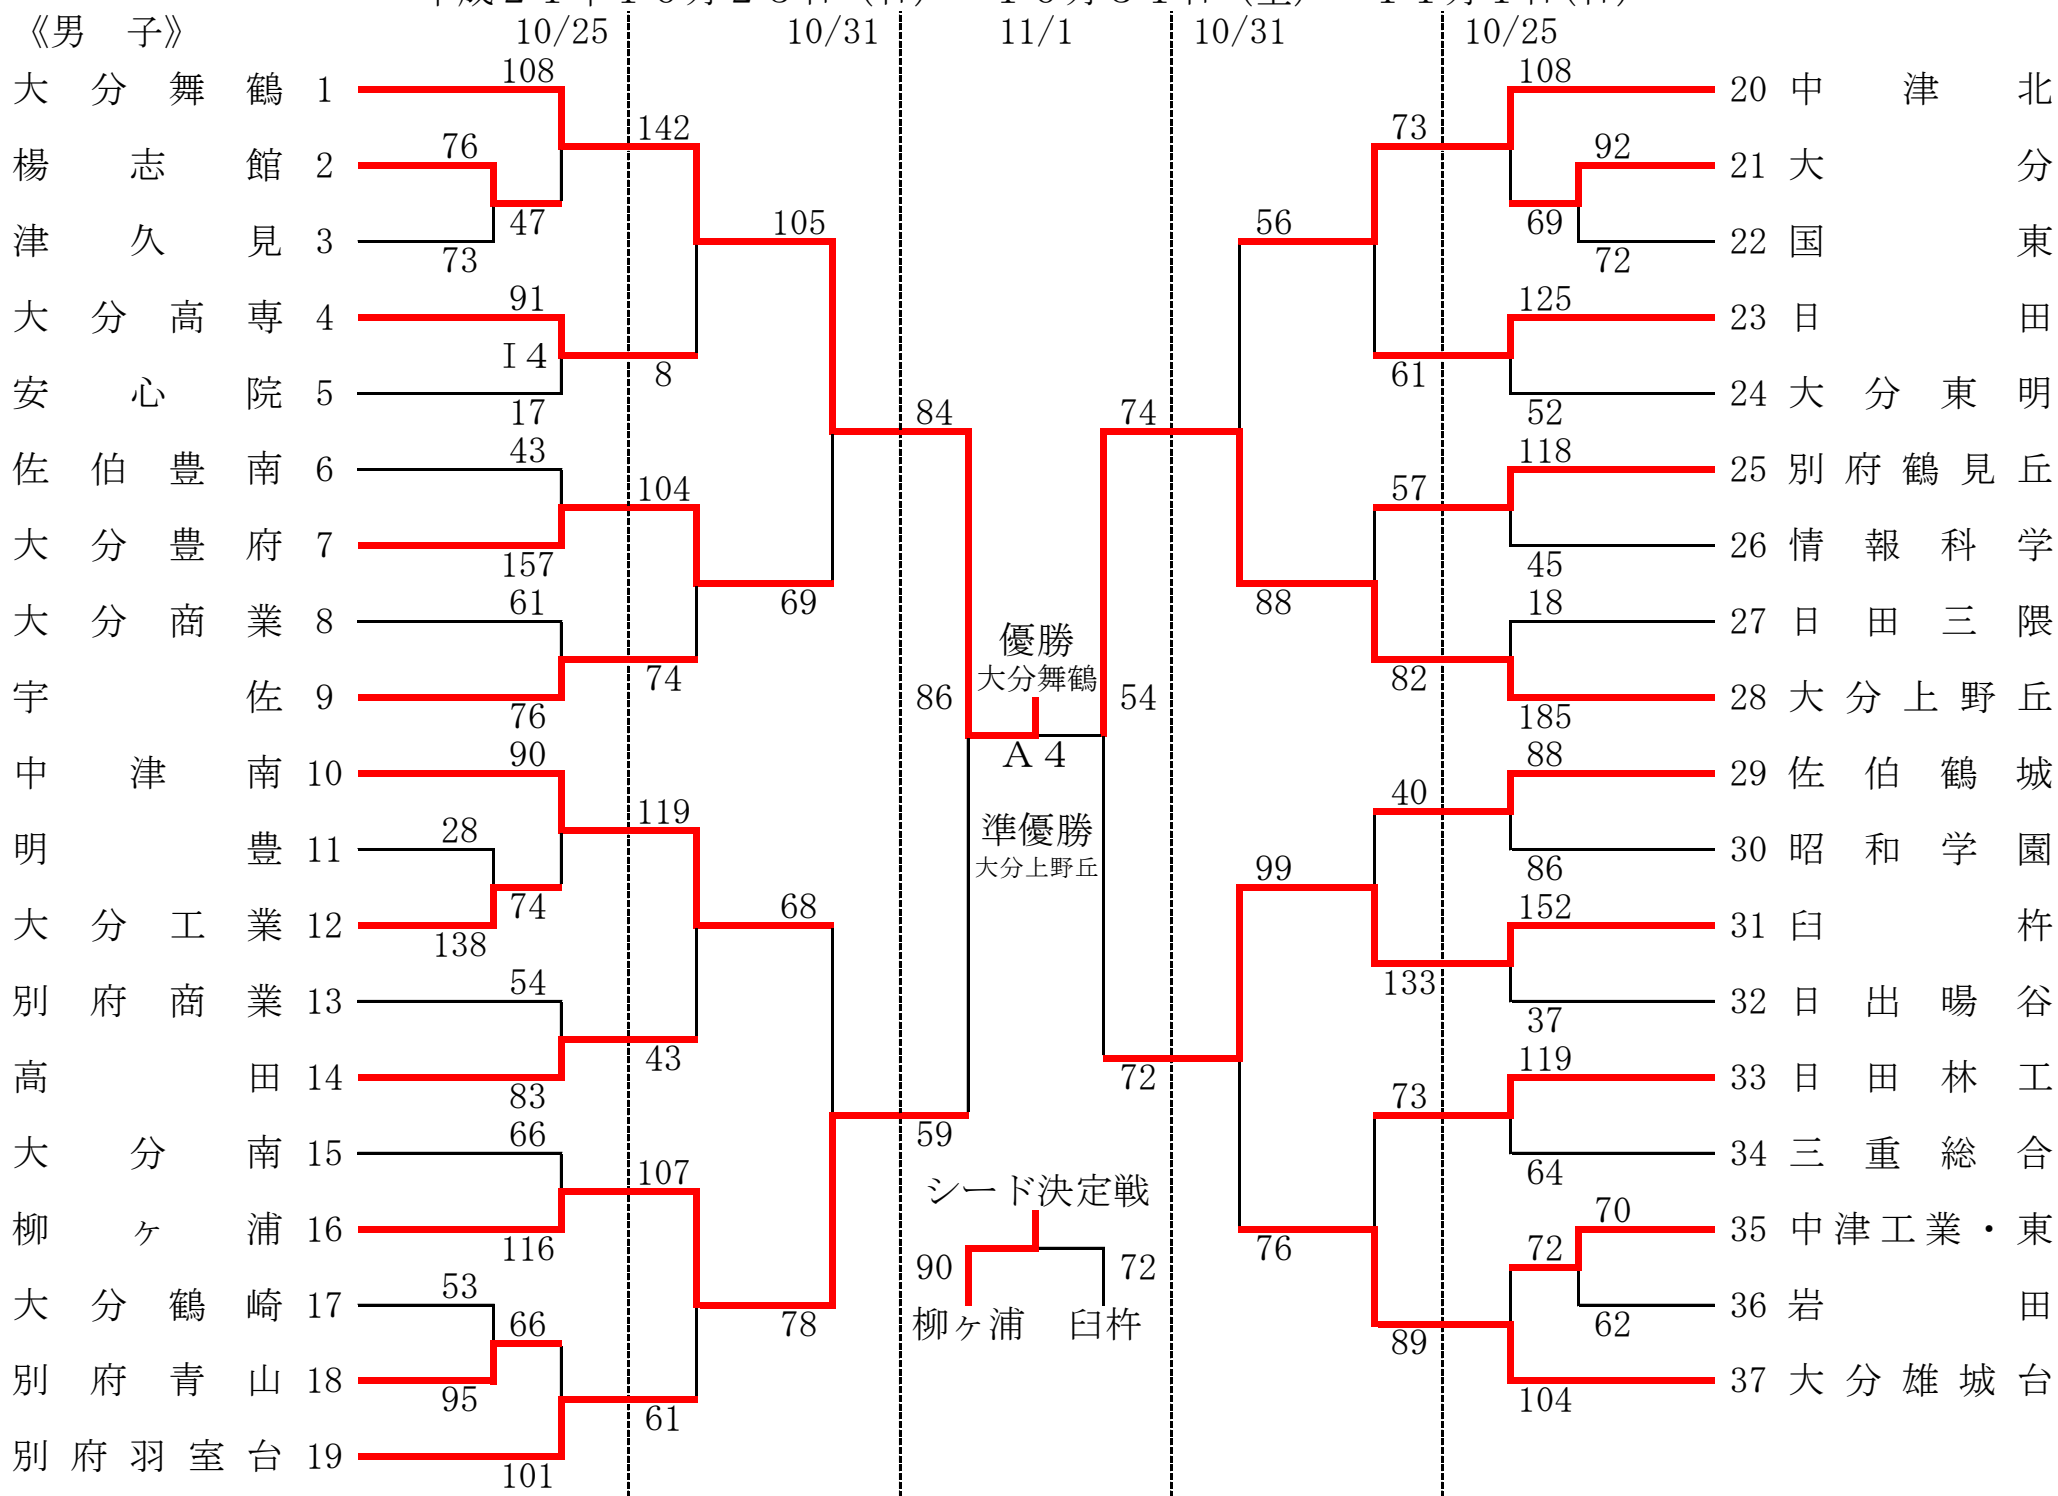 《男 子》 10/25 10/31 11/1 10/31 10/25
大分舞鶴 1 108 108 20 中津北
142 73
楊志館 2 76 92 21 大分
47 105 56 69
津久見 3 73 72 22 国東
大分高専 4 91 125 23 日田
I4 8 61
安心院 5 17 52 24 大分東明
84 74
佐伯豊南 6 43 118 25 別府鶴見丘
104 57
大分豊府 7 157 45 26 情報科学
69 88
大分商業 8 61 18 27 日田三隈
優勝
大分舞鶴
74 82
宇佐 9 76 86 54 185 28 大分上野丘
A4
中津南 10 90 88 29 佐伯鶴城
119 40
準優勝
明豊 11 28 86 30 昭和学園
大分上野丘
74 68 99
大分工業 12 138 152 31 臼杵
133
別府商業 13 54 37 32 日出暘谷
43 72
高田 14 83 119 33 日田林工
59 73
大分南 15 66 64 34 三重総合
107 シード決定戦
柳ヶ浦 16 116 70 35 中津工業・東
90 72 76 72
大分鶴崎 17 53 62 36 岩田
66 78 柳ヶ浦 臼杵 89
別府青山 18 95 104 37 大分雄城台
61
別府羽室台 19 101